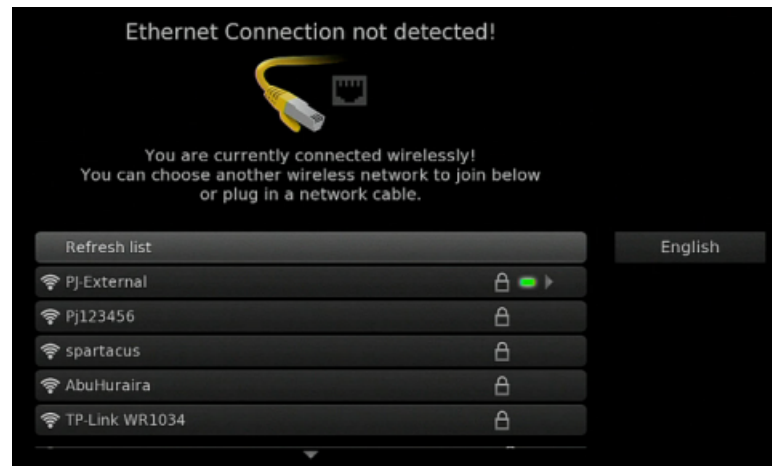 Ethernet Connection not detected!
You are currently connected wirelessly!
You can choose another wireless network to join below
or plug in a network cable.
Refresh list
English
PJ-External
Pj123456
spartacus
AbuHuraira
TP-Link WR1034